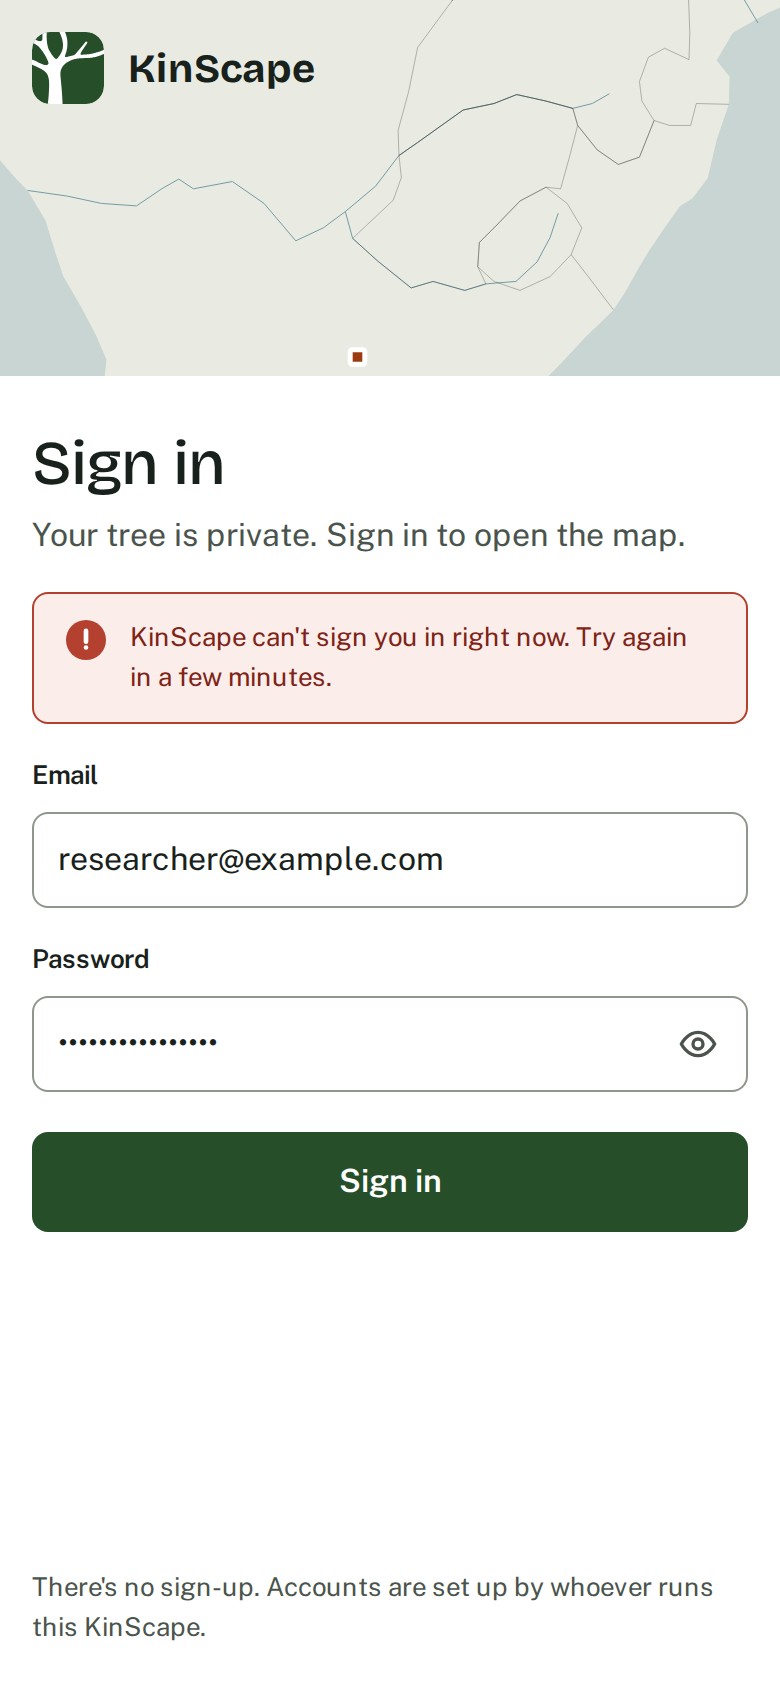 KinScape
Sign in
Your tree is private. Sign in to open the map.
KinScape can't sign you in right now. Try again
in a few minutes.
Email
researcher@example.com
Password
••••••••••••••••
Sign in
There's no sign-up. Accounts are set up by whoever runs
this KinScape.